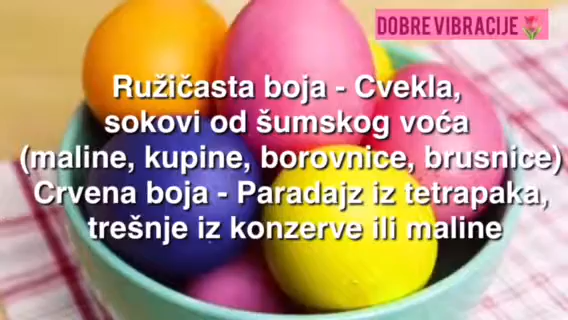 DOBRE VIBRACIJE
Ružičasta boja - Cvekla,
sokovi od šumskog voća
(maline, kupine, borovnice, brusnice)
Crvena boja - Paradajz iz tetrapaka,
trešnje iz konzerve ili maline